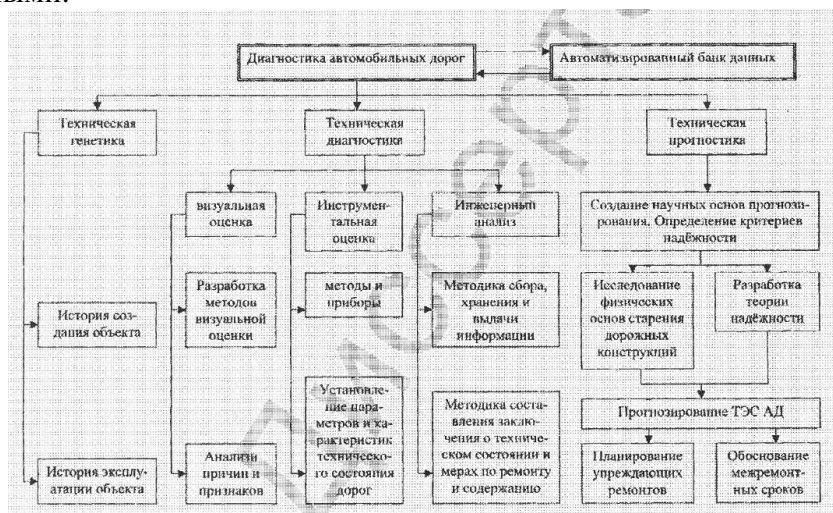 Диагностика автомобильных дорог
Автоматизированный банк данных
Техническая
генетика
Техническая
диагностика
Техническая
прогностика
визуальная
оценка
Инструмен-
тальная
оценка
Инженерный
анализ
Создание научных основ прогнози-
рования. Определение критериев
надёжности
История соз-
дания объекта
Разработка
методов
визуальной
оценки
методы и
приборы
Методика сбора,
хранения и
выдачи
информации
Исследование
физических
основ старения
дорожных
конструкций
Разработка
теории
надёжности
История эксплу-
атации объекта
Анализи
причин и
признаков
Установле-
ние пара-
метров и ха-
рактеристик
техническо-
го состояния
дорог
Методика состав-
ления заклю-
чения о техниче-
ском состоянии и
мерах по ремонту
и содержанию
Прогнозирование ТЭС АД
Планирование
упреждающих
ремонтов
Обоснование
межремонт-
ных сроков